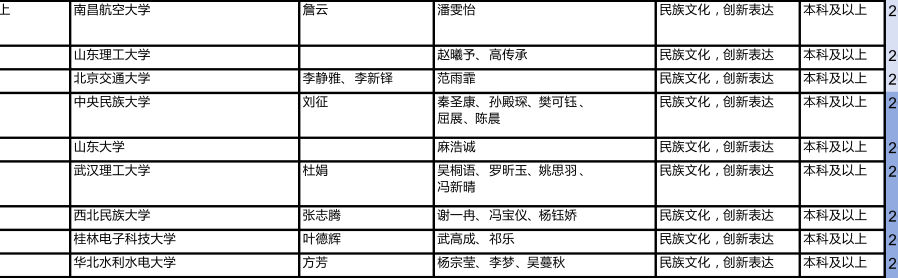 上 南昌航空大学 詹云 潘雯怡 民族文化，创新表达 本科及以上 2
山东理工大学 赵曦予、高传承 民族文化，创新表达 本科及以上 2
北京交通大学 李静雅、李新铎 范雨霏 民族文化，创新表达 本科及以上 2
中央民族大学 刘征 秦圣康、孙殿琛、樊可钰、 民族文化，创新表达 本科及以上 2
屈展、陈晨
山东大学 麻浩诚 民族文化，创新表达 本科及以上 2
武汉理工大学 杜娟 吴桐语、罗昕玉、姚思羽、 民族文化，创新表达 本科及以上 2
冯新晴
西北民族大学 张志腾 谢一冉、冯宝仪、杨钰娇 民族文化，创新表达 本科及以上 2
桂林电子科技大学 叶德辉 武高成、祁乐 民族文化，创新表达 本科及以上 2
华北水利水电大学 方芳 杨宗莹、李梦、吴蔓秋 民族文化，创新表达 本科及以上 2